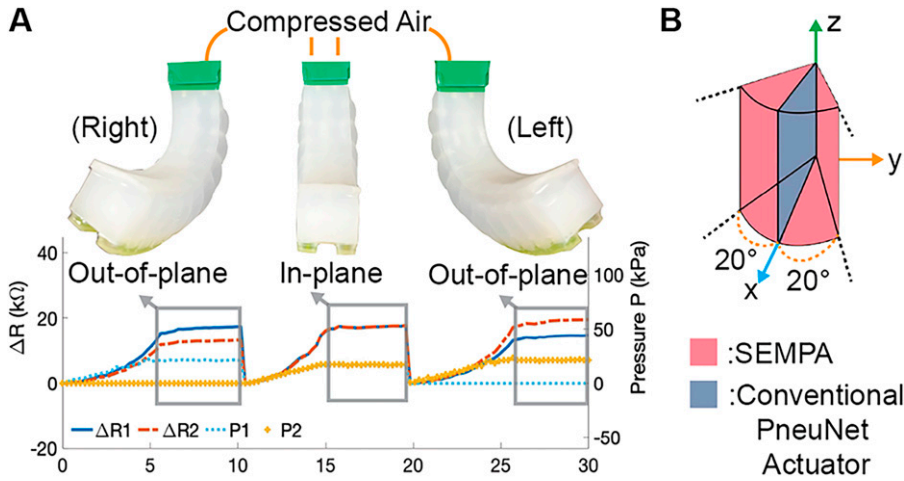 A
Compressed Air
(Right)
(Left)
Out-of-plane
In-plane
Out-of-plane
ΔR (kΩ)
40
20
0
-20
Pressure P (kPa)
100
50
0
-50
ΔR1
ΔR2
P1
P2
0
5
10
15
20
25
30
B
z
y
x
20°
20°
:SEMPA
:Conventional
PneuNet
Actuator